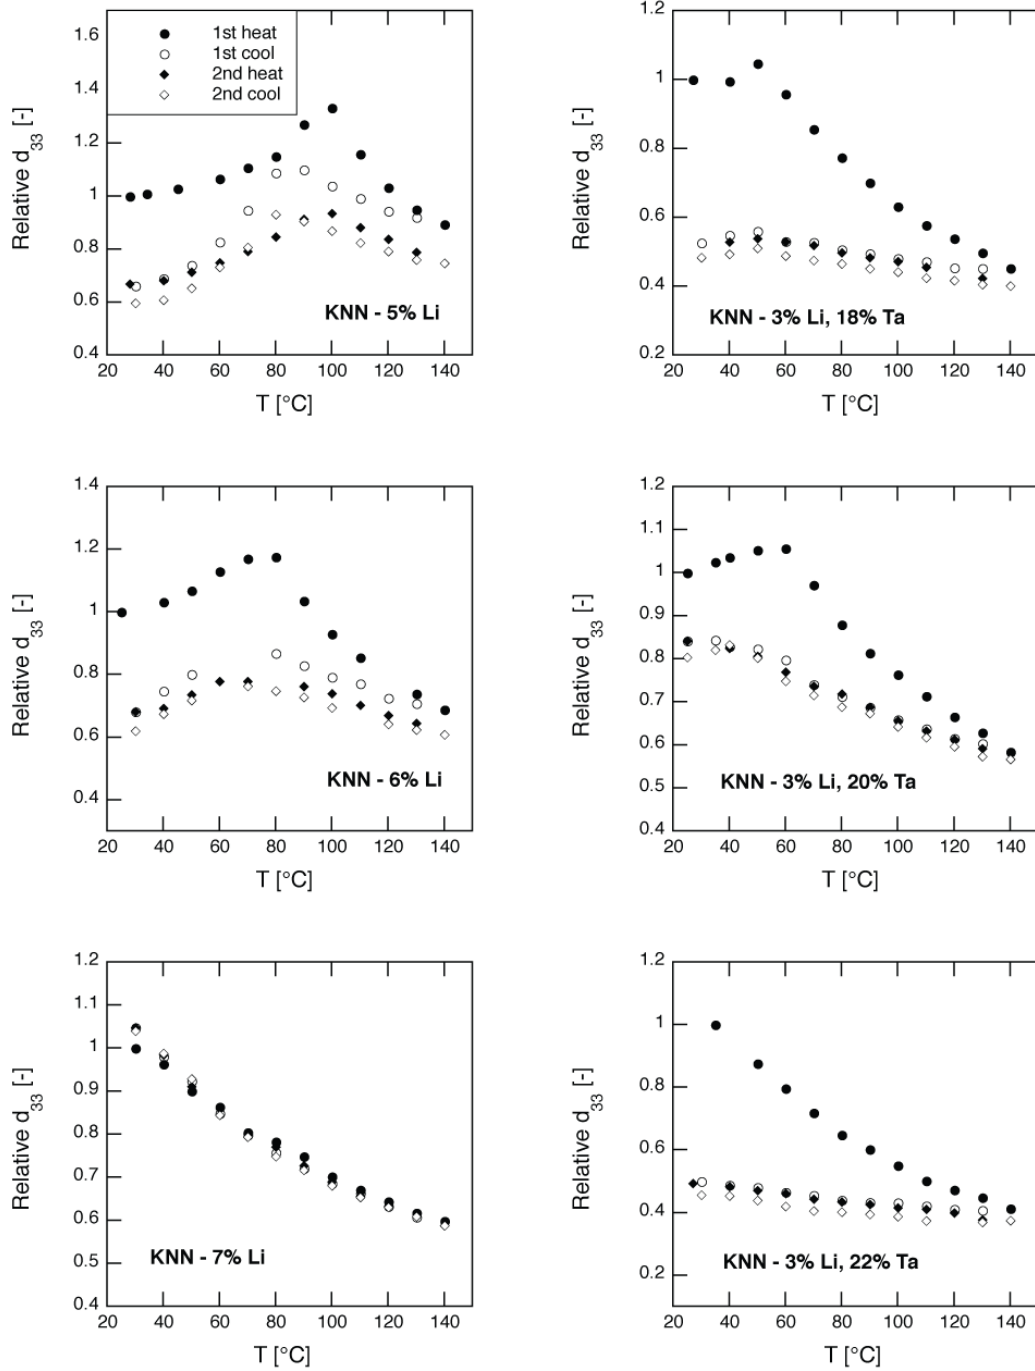 1st heat
1st cool
2nd heat
2nd cool
1.6
1.4
1.2
1
0.8
0.6
0.4
Relative d33 [-]
KNN - 5% Li
20 40 60 80 100 120 140
T [°C]
1.2
1
0.8
0.6
0.4
0.2
Relative d33 [-]
KNN - 3% Li, 18% Ta
20 40 60 80 100 120 140
T [°C]
1.4
1.2
1
0.8
0.6
0.4
Relative d33 [-]
KNN - 6% Li
20 40 60 80 100 120 140
T [°C]
1.2
1.1
1
0.9
0.8
0.7
0.6
0.5
0.4
Relative d33 [-]
KNN - 3% Li, 20% Ta
20 40 60 80 100 120 140
T [°C]
1.2
1.1
1
0.9
0.8
0.7
0.6
0.5
0.4
Relative d33 [-]
KNN - 7% Li
20 40 60 80 100 120 140
T [°C]
1.2
1
0.8
0.6
0.4
0.2
Relative d33 [-]
KNN - 3% Li, 22% Ta
20 40 60 80 100 120 140
T [°C]